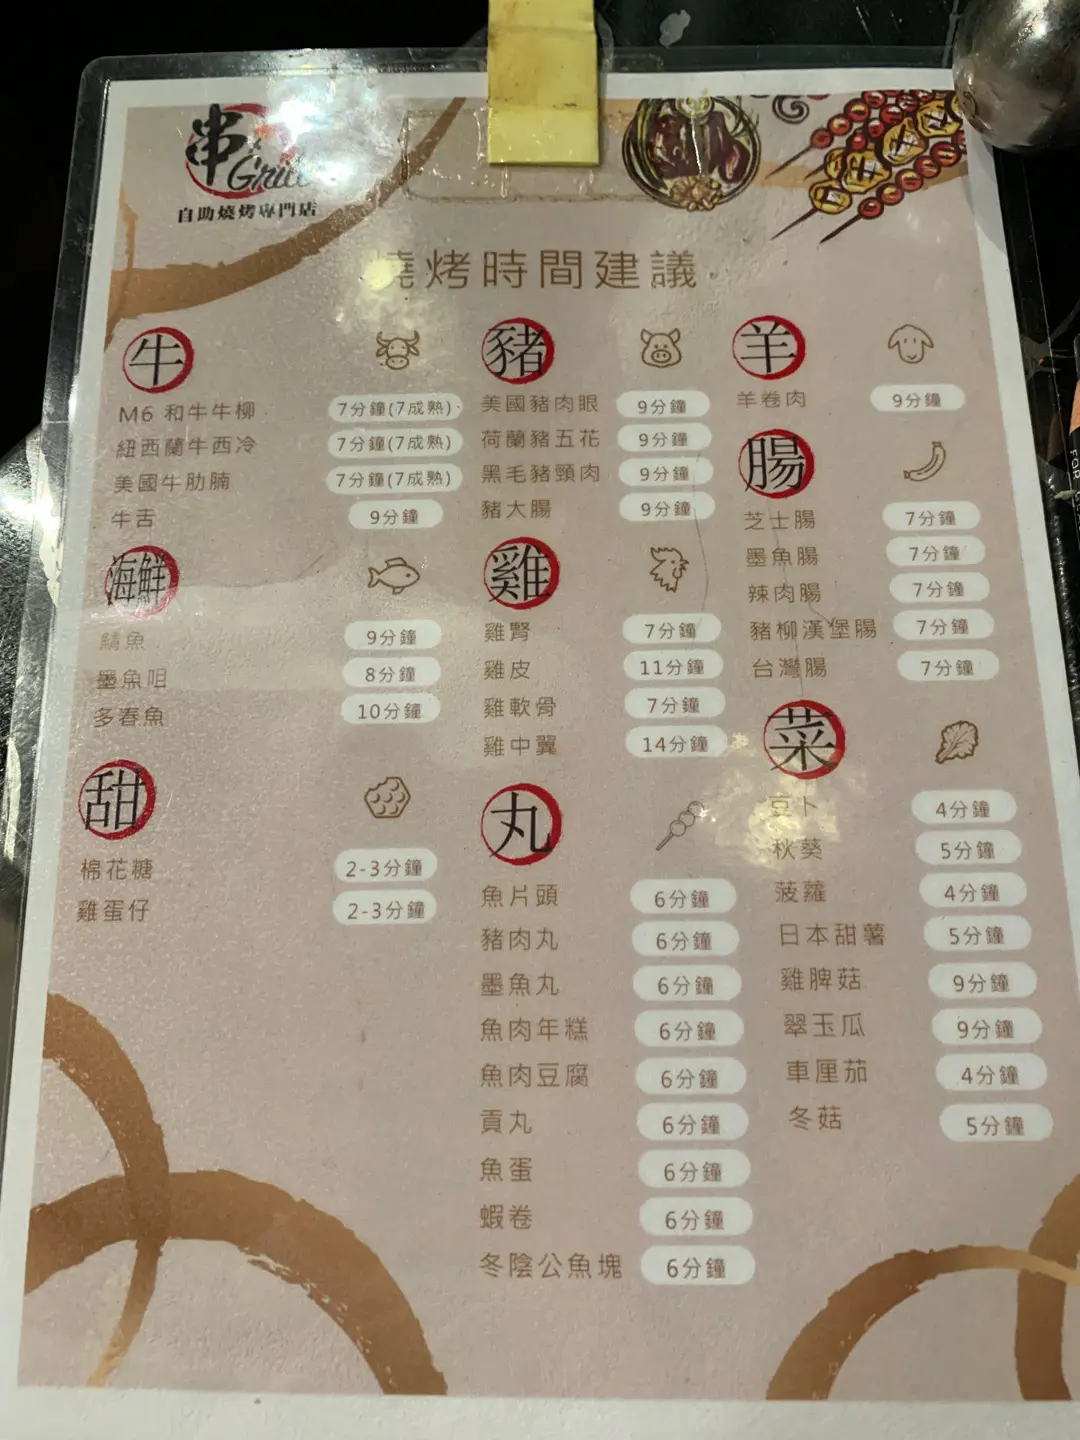 串
Grill
自助燒烤專門店
燒烤時間建議
牛
M6 和牛牛柳 7分鐘(7成熟)
紐西蘭牛西冷 7分鐘(7成熟)
美國牛肋腩 7分鐘(7成熟)
牛舌 9分鐘
海鮮
鯖魚 9分鐘
墨魚咀 8分鐘
多春魚 10分鐘
甜
棉花糖 2-3分鐘
雞蛋仔 2-3分鐘
豬
美國豬肉眼 9分鐘
荷蘭豬五花 9分鐘
黑毛豬頸肉 9分鐘
豬大腸 9分鐘
雞
雞腎 7分鐘
雞皮 11分鐘
雞軟骨 7分鐘
雞中翼 14分鐘
丸
魚片頭 6分鐘
豬肉丸 6分鐘
墨魚丸 6分鐘
魚肉年糕 6分鐘
魚肉豆腐 6分鐘
貢丸 6分鐘
魚蛋 6分鐘
蝦卷 6分鐘
冬陰公魚塊 6分鐘
羊
羊卷肉 9分鐘
腸
芝士腸 7分鐘
墨魚腸 7分鐘
辣肉腸 7分鐘
豬柳漢堡腸 7分鐘
台灣腸 7分鐘
菜
豆卜 4分鐘
秋葵 5分鐘
菠蘿 4分鐘
日本甜薯 5分鐘
雞脾菇 9分鐘
翠玉瓜 9分鐘
車厘茄 4分鐘
冬菇 5分鐘